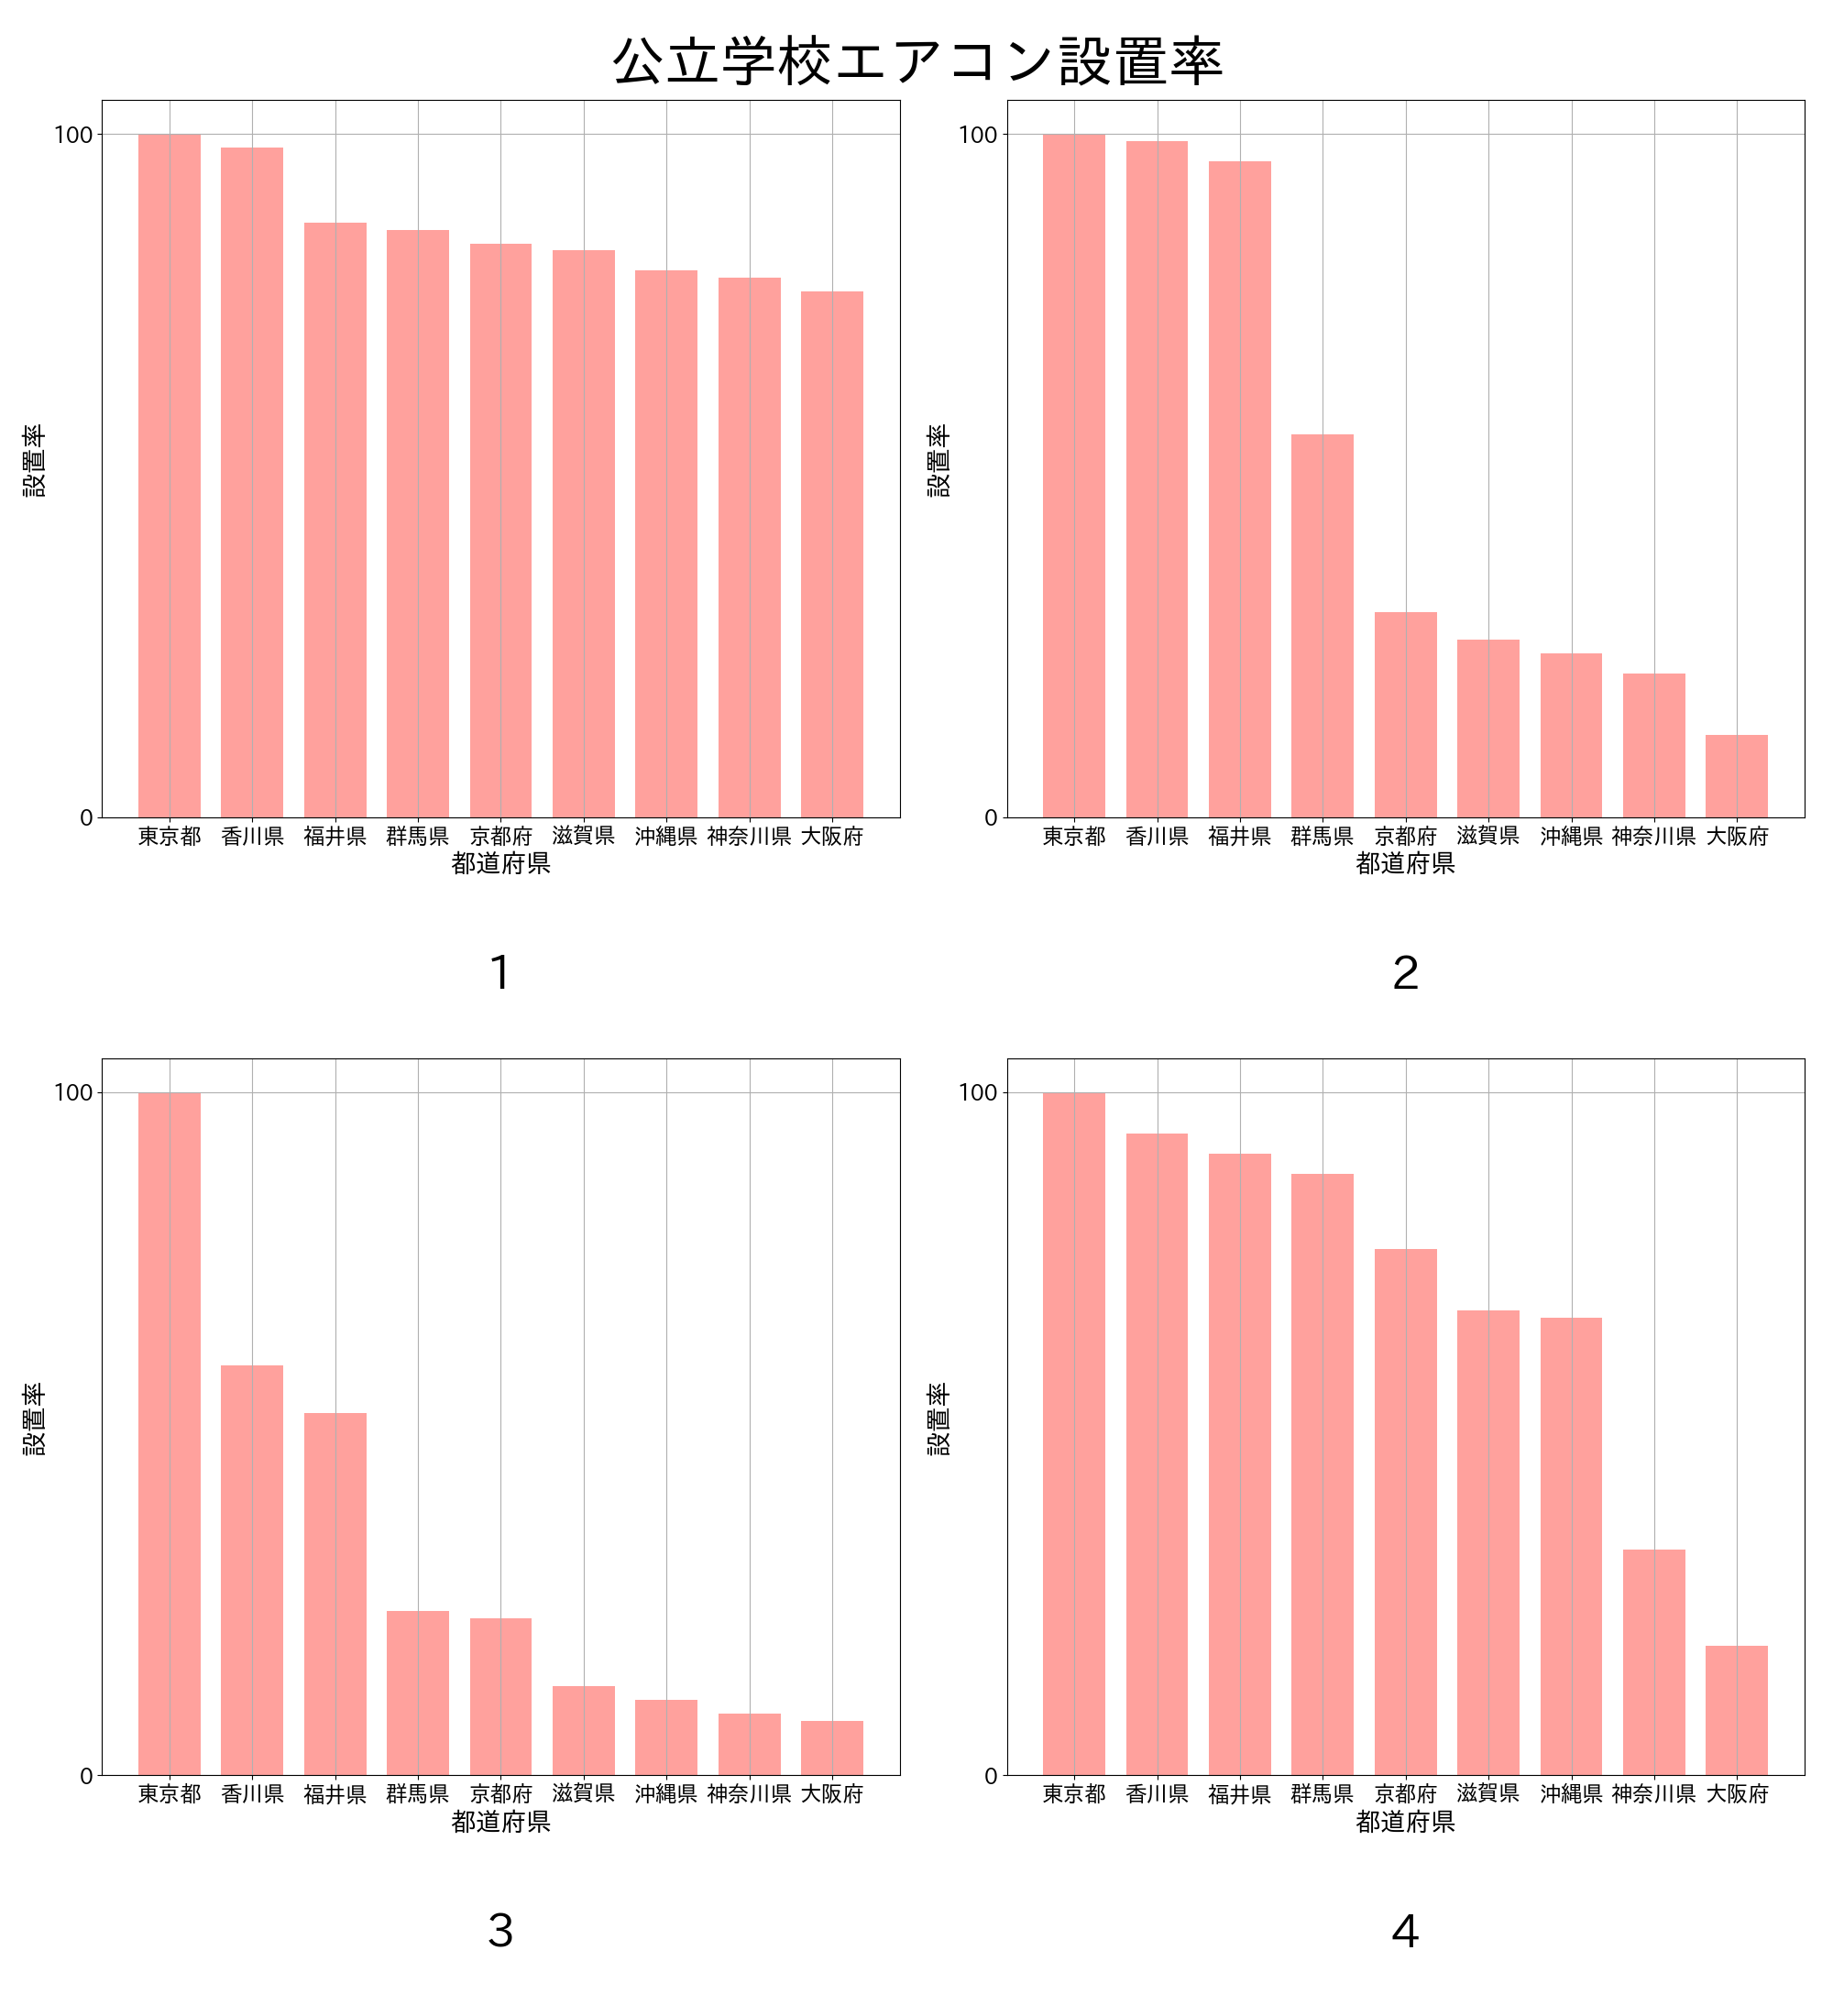 公立学校エアコン設置率
100
設置率
0
東京都 香川県 福井県 群馬県 京都府 滋賀県 沖縄県 神奈川県 大阪府
都道府県
1
100
設置率
0
東京都 香川県 福井県 群馬県 京都府 滋賀県 沖縄県 神奈川県 大阪府
都道府県
2
100
設置率
0
東京都 香川県 福井県 群馬県 京都府 滋賀県 沖縄県 神奈川県 大阪府
都道府県
3
100
設置率
0
東京都 香川県 福井県 群馬県 京都府 滋賀県 沖縄県 神奈川県 大阪府
都道府県
4